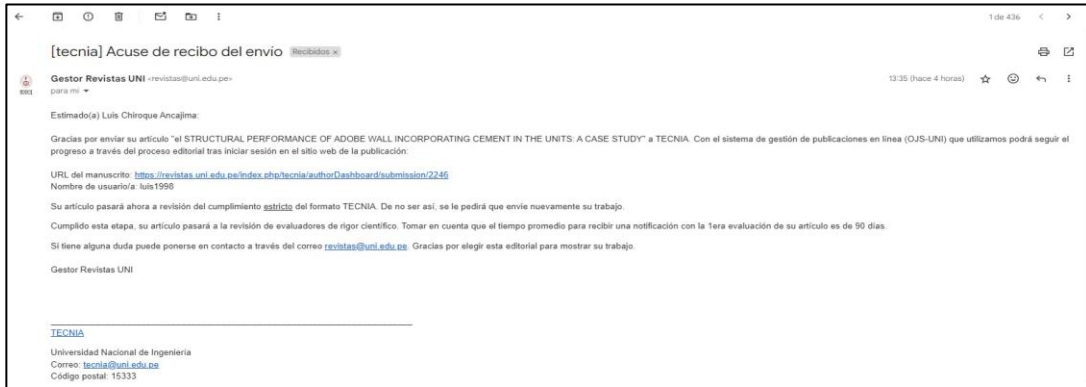 1 de 436
[tecnia] Acuse de recibo del envío Recibidos x
Gestor Revistas UNI <revistas@uni.edu.pe> 13:35 (hace 4 horas)
para mí
Estimado(a) Luis Chiroque Ancajima:
Gracias por enviar su artículo "el STRUCTURAL PERFORMANCE OF ADOBE WALL INCORPORATING CEMENT IN THE UNITS: A CASE STUDY" a TECNIA. Con el sistema de gestión de publicaciones en línea (OJS-UNI) que utilizamos podrá seguir el
progreso a través del proceso editorial tras iniciar sesión en el sitio web de la publicación:
URL del manuscrito: https://revistas.uni.edu.pe/index.php/tecnia/authorDashboard/submission/2246
Nombre de usuario/a: luis1998
Su artículo pasará ahora a revisión del cumplimiento estricto del formato TECNIA. De no ser así, se le pedirá que envíe nuevamente su trabajo.
Cumplido esta etapa, su artículo pasará a la revisión de evaluadores de rigor científico. Tomar en cuenta que el tiempo promedio para recibir una notificación con la 1era evaluación de su artículo es de 90 días.
Si tiene alguna duda puede ponerse en contacto a través del correo revistas@uni.edu.pe. Gracias por elegir esta editorial para mostrar su trabajo.
Gestor Revistas UNI
TECNIA
Universidad Nacional de Ingeniería
Correo: tecnia@uni.edu.pe
Código postal: 15333